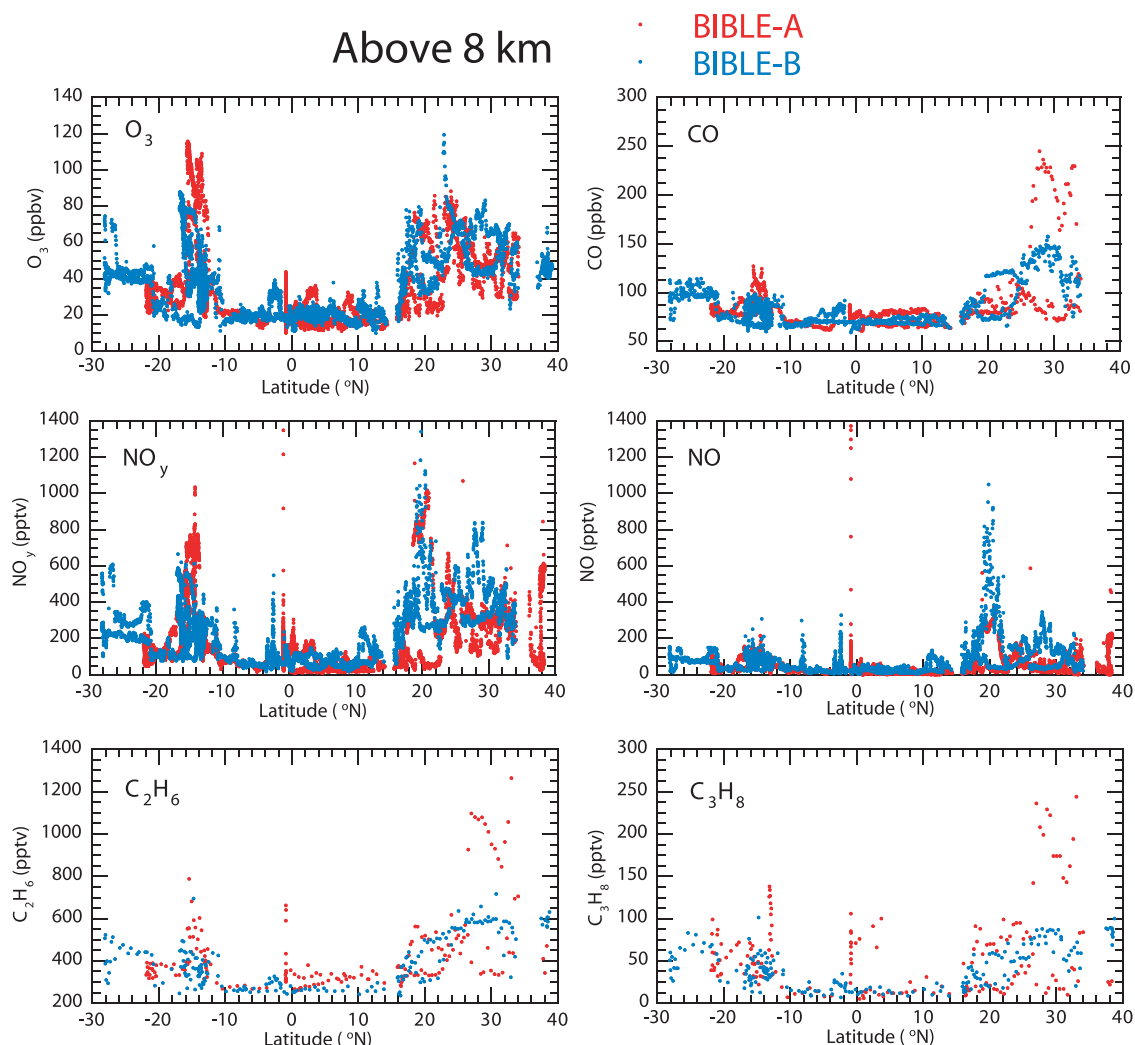 Above 8 km
BIBLE-A
BIBLE-B
O3
O3 (ppbv)
140
120
100
80
60
40
20
0
-30 -20 -10 0 10 20 30 40
Latitude ( °N)
CO
CO (ppbv)
300
250
200
150
100
50
-30 -20 -10 0 10 20 30 40
Latitude ( °N)
NOy
NOy (pptv)
1400
1200
1000
800
600
400
200
0
-30 -20 -10 0 10 20 30 40
Latitude ( °N)
NO
NO (pptv)
1400
1200
1000
800
600
400
200
0
-30 -20 -10 0 10 20 30 40
Latitude ( °N)
C2H6
C2H6 (pptv)
1400
1200
1000
800
600
400
200
-30 -20 -10 0 10 20 30 40
Latitude ( °N)
C3H8
C3H8 (pptv)
300
250
200
150
100
50
0
-30 -20 -10 0 10 20 30 40
Latitude ( °N)